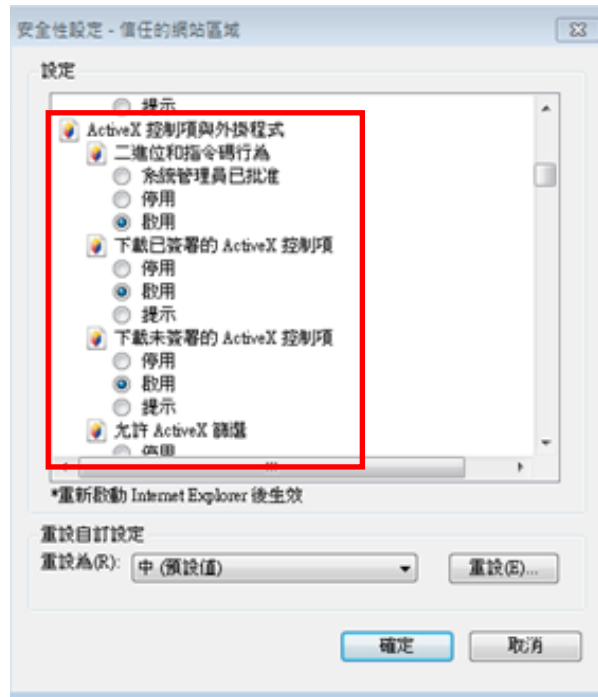 安全性設定 - 信任的網站區域
設定
提示
ActiveX 控制項與外掛程式
二進位和指令碼行為
系統管理員已批准
停用
啟用
下載已簽署的 ActiveX 控制項
停用
啟用
提示
下載未簽署的 ActiveX 控制項
停用
啟用
提示
允許 ActiveX 篩選
停用
*重新啟動 Internet Explorer 後生效
重設自訂設定
重設為(R): 中 (預設值) 重設(E)...
確定 取消